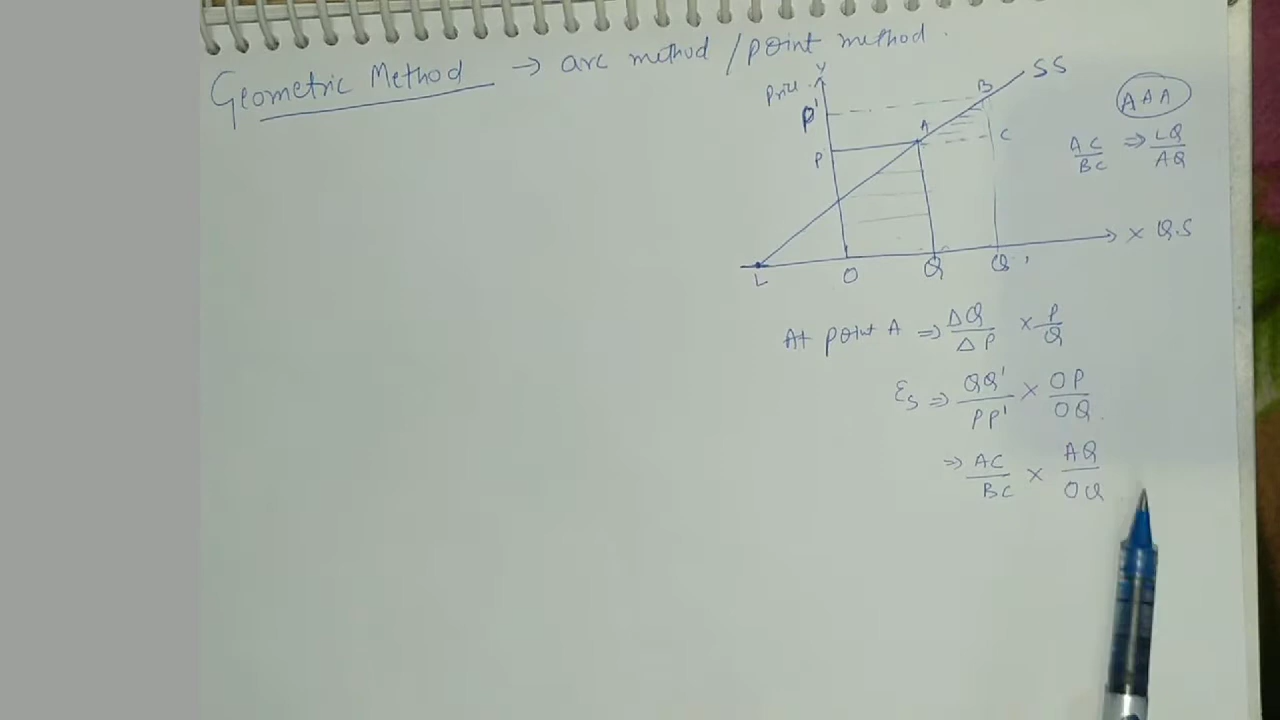 Geometric Method → arc method / point method.
Y
Price
P'
P
A
B
C
SS
L
O
Q
Q'
X Q.S
AAA
AC/BC ⇒ LQ/AQ
At point A ⇒ ΔQ/ΔP × P/Q
Es ⇒ QQ'/PP' × OP/OQ
⇒ AC/BC × AQ/OQ